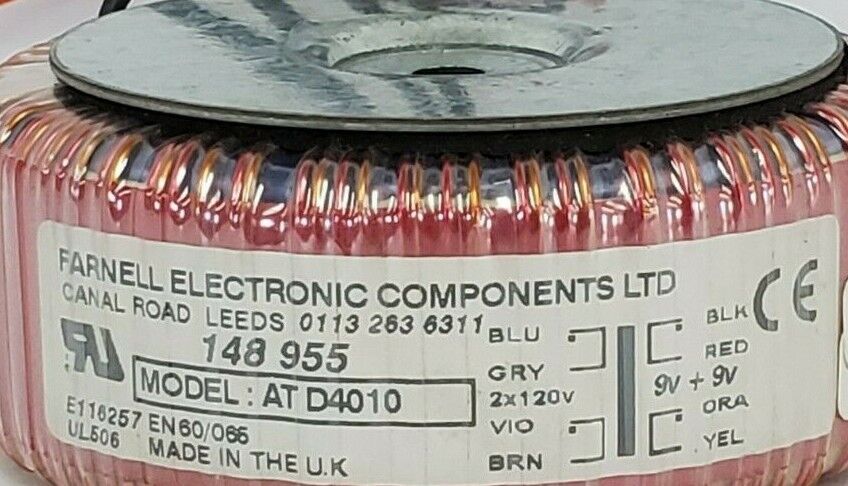 FARNELL ELECTRONIC COMPONENTS LTD
CANAL ROAD LEEDS 0113 263 6311
148 955
MODEL : AT D4010
E116257 EN60/065
UL506 MADE IN THE U.K
BLU
GRY
2x120v
VIO
BRN
BLK
RED
9v + 9v
ORA
YEL
CE